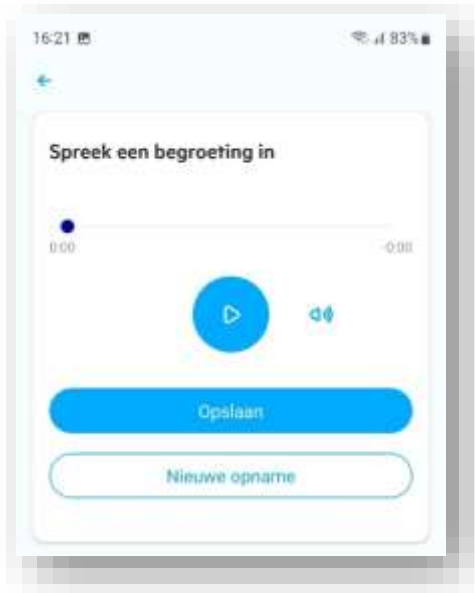 16:21 83%
Spreek een begroeting in
0:00 -0:00
Opslaan
Nieuwe opname